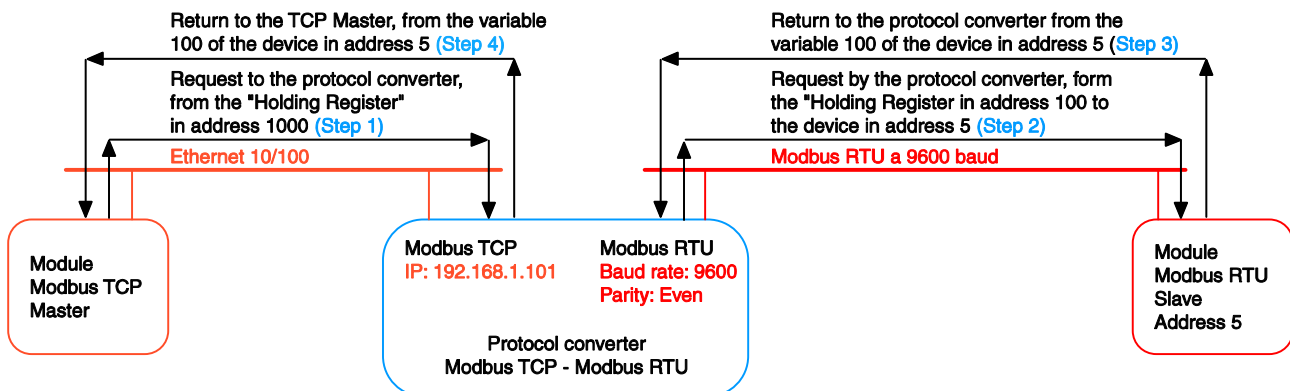 Return to the TCP Master, from the variable
100 of the device in address 5 (Step 4)
Request to the protocol converter,
from the "Holding Register"
in address 1000 (Step 1)
Ethernet 10/100
Return to the protocol converter from the
variable 100 of the device in address 5 (Step 3)
Request by the protocol converter, form
the "Holding Register in address 100 to
the device in address 5 (Step 2)
Modbus RTU a 9600 baud
Module
Modbus TCP
Master
Modbus TCP
IP: 192.168.1.101
Modbus RTU
Baud rate: 9600
Parity: Even
Protocol converter
Modbus TCP - Modbus RTU
Module
Modbus RTU
Slave
Address 5